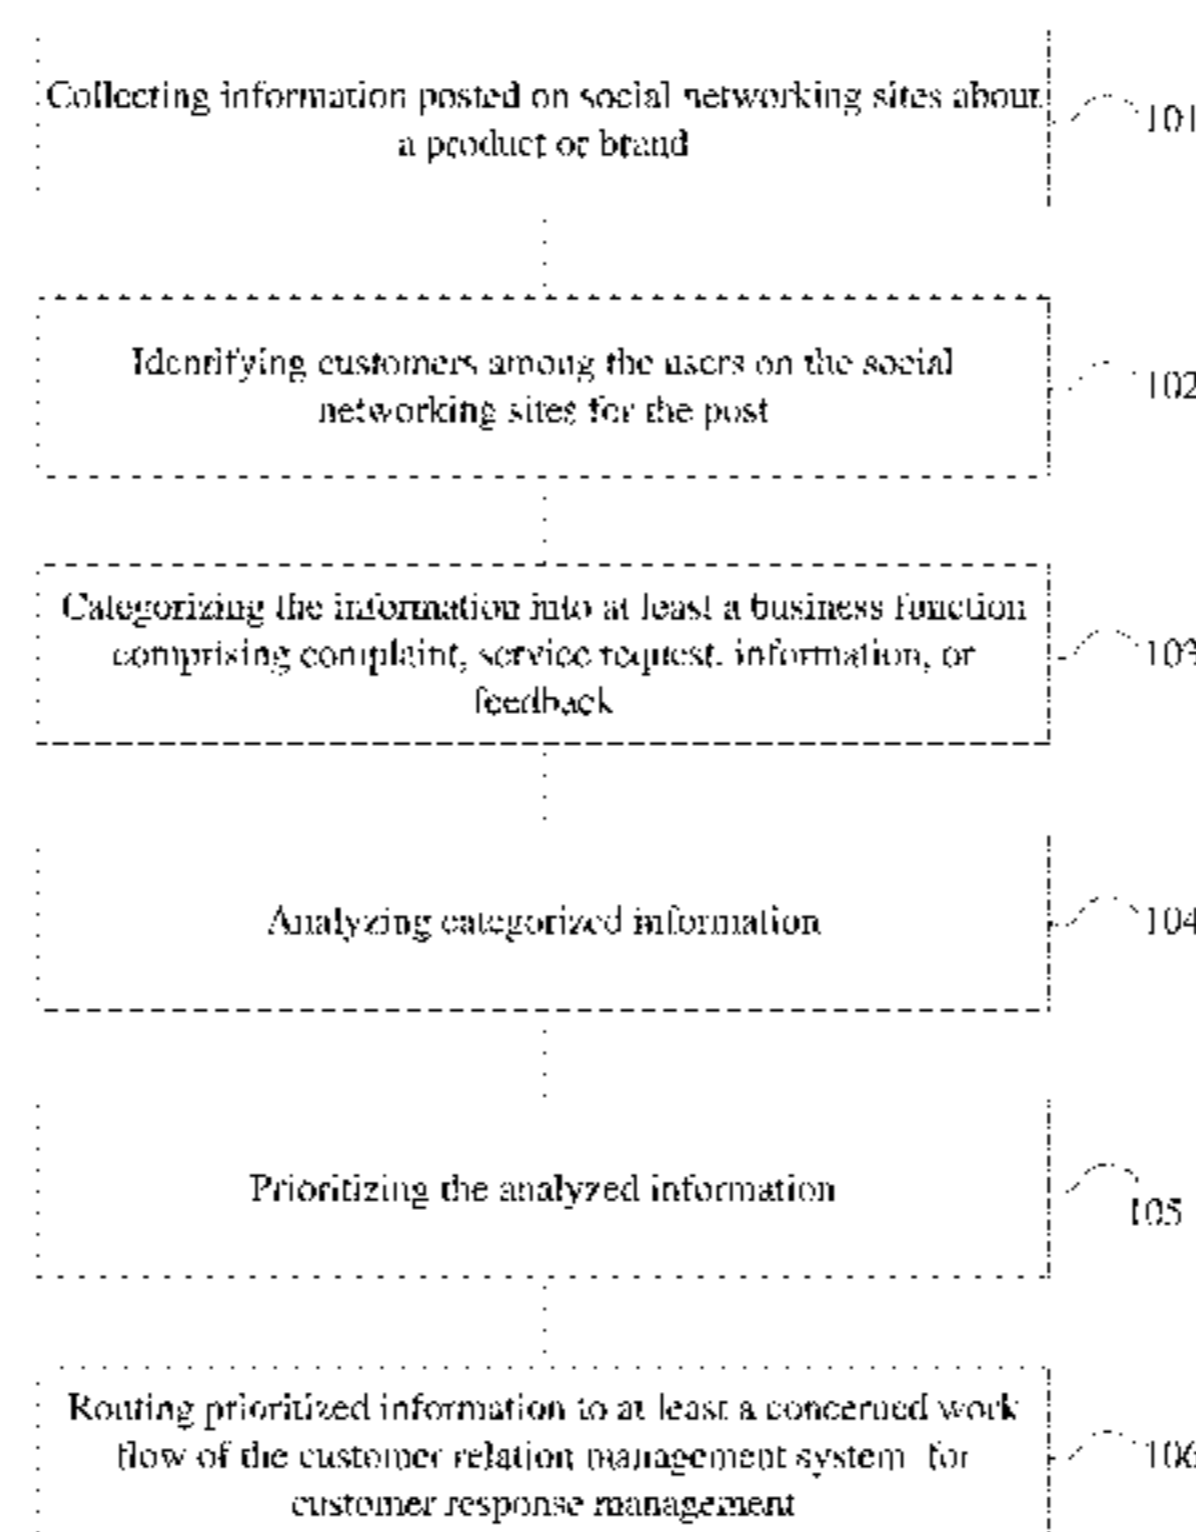 Collecting information posted on social networking sites about
101
a product or brand
Identifying customers among the users on the social
102
networking sites for the post
Categorizing the information into at least a business function
comprising complaint, service request, information, or
103
feedback
Analyzing categorized information
104
Prioritizing the analyzed information
105
Routing prioritized information to at least a concerned work
flow of the customer relation management system for
106
customer response management